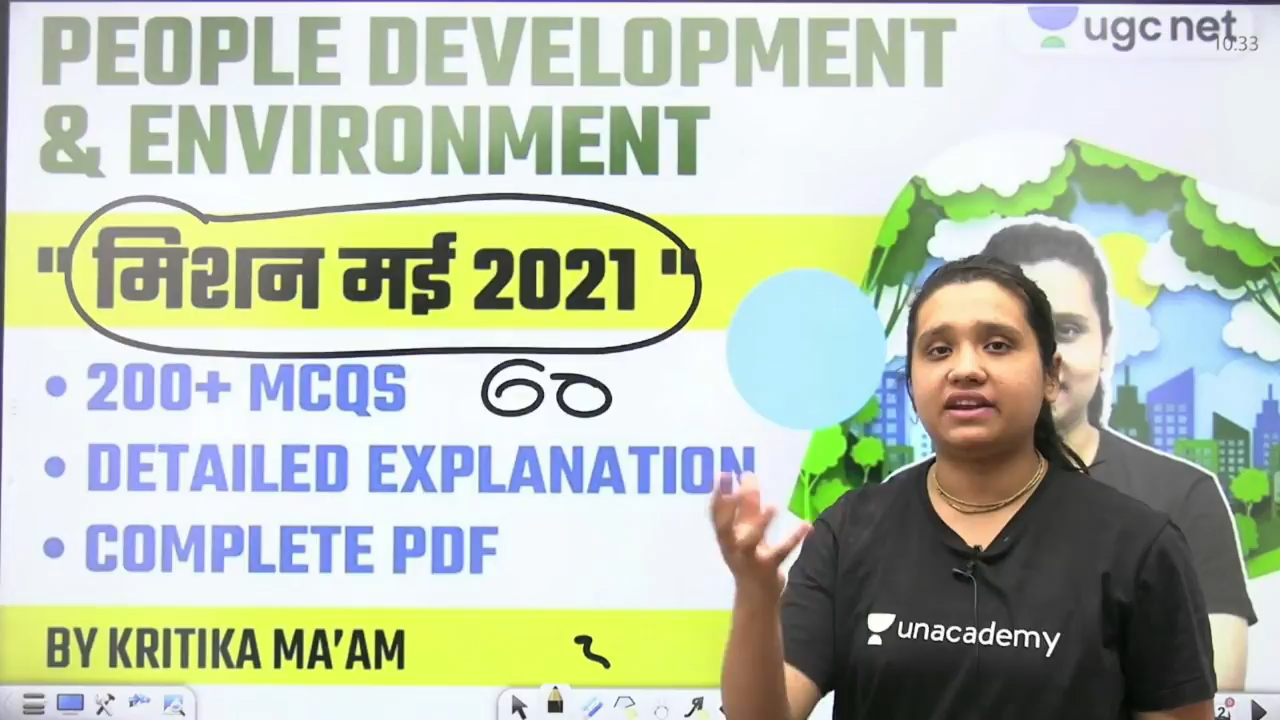 PEOPLE DEVELOPMENT
& ENVIRONMENT
ugc net
10:33
" मिशन मई 2021 "
• 200+ MCQS 60
• DETAILED EXPLANATION
• COMPLETE PDF
BY KRITIKA MA'AM
unacademy